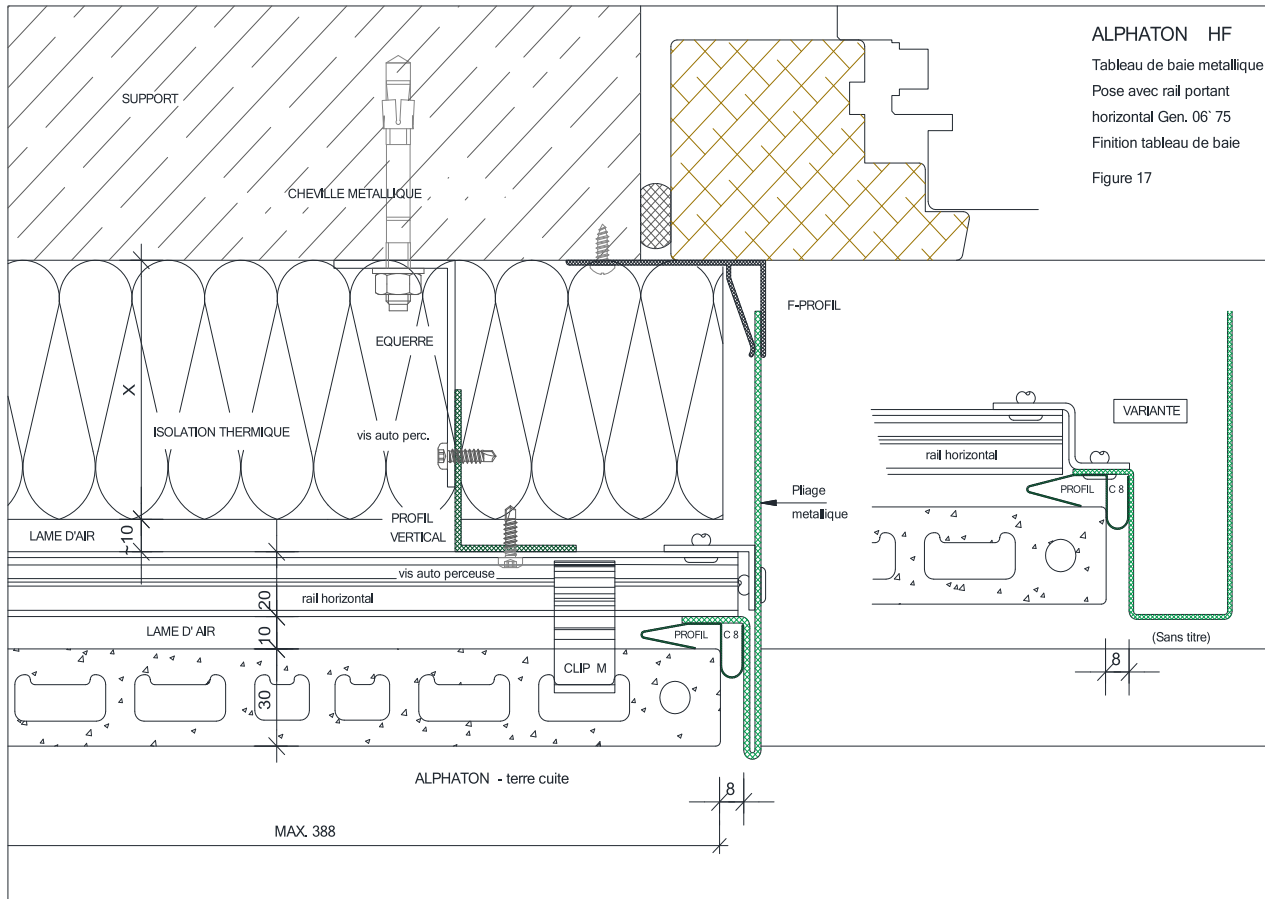 ALPHATON HF
Tableau de baie metallique
Pose avec rail portant
horizontal Gen. 06` 75
Finition tableau de baie
Figure 17
SUPPORT
CHEVILLE METALLIQUE
F-PROFIL
EQUERRE
X
ISOLATION THERMIQUE
vis auto perc.
VARIANTE
rail horizontal
Pliage
metallique
PROFIL
C 8
PROFIL
VERTICAL
LAME D'AIR
~10
vis auto perceuse
rail horizontal
20
LAME D' AIR
10
PROFIL
C 8
(Sans titre)
8
CLIP M
30
ALPHATON - terre cuite
8
MAX. 388